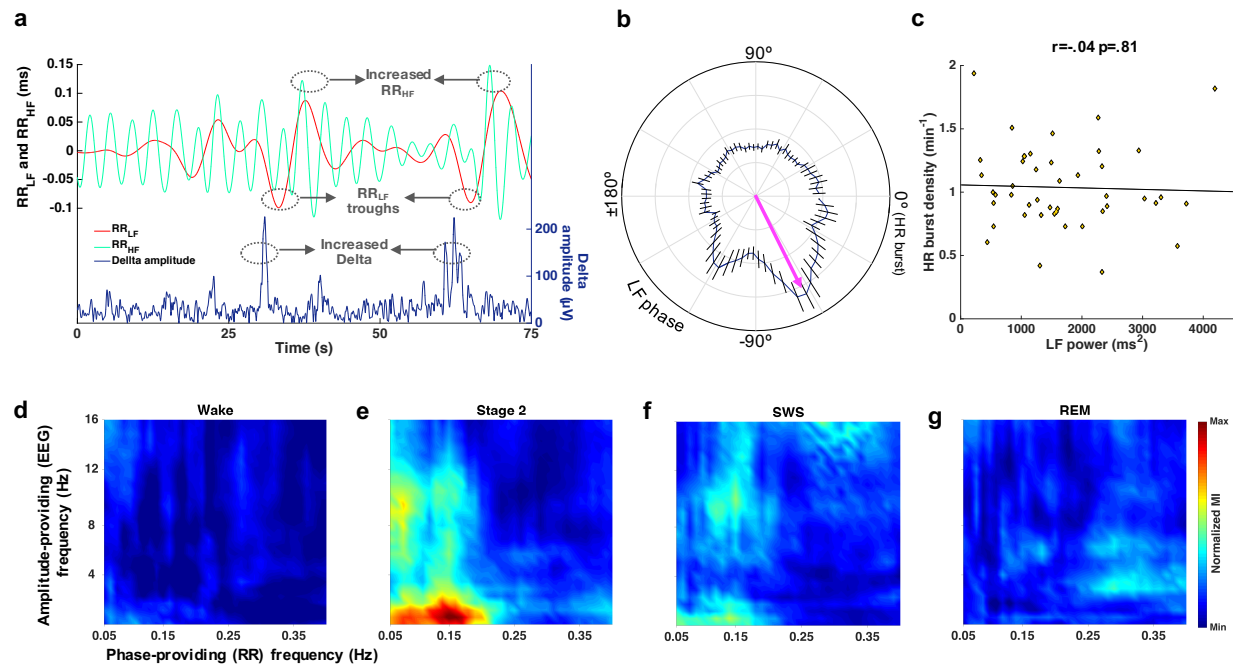 a
RR_LF and RR_HF (ms)
0.15
0.1
0.05
0
-0.05
-0.1
Increased
RR_HF
RR_LF
troughs
Increased
Delta
RR_LF
RR_HF
Dellta amplitude
200
100
0
Delta
amplitude (µV)
0
25
50
75
Time (s)
b
90º
±180º
0º (HR burst)
-90º
LF phase
c
r=-.04 p=.81
HR burst density (min⁻¹)
2
1.5
1
0.5
0
0
1000
2000
3000
4000
LF power (ms²)
d
Wake
Amplitude-providing (EEG)
frequency (Hz)
16
12
8
4
0.05
0.15
0.25
0.35
Phase-providing (RR) frequency (Hz)
e
Stage 2
0.05
0.15
0.25
0.35
f
SWS
0.05
0.15
0.25
0.35
g
REM
0.05
0.15
0.25
0.35
Max
Normalized MI
Min